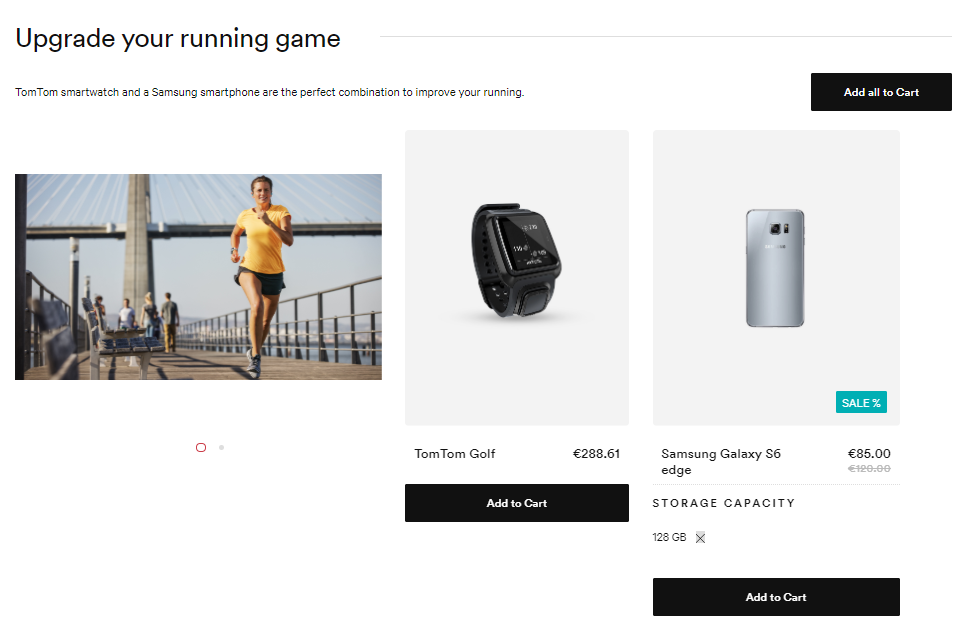 Upgrade your running game
TomTom smartwatch and a Samsung smartphone are the perfect combination to improve your running.
Add all to Cart
SALE %
TomTom Golf
€288.61
Add to Cart
Samsung Galaxy S6
edge
€85.00
€120.00
STORAGE CAPACITY
128 GB
Add to Cart